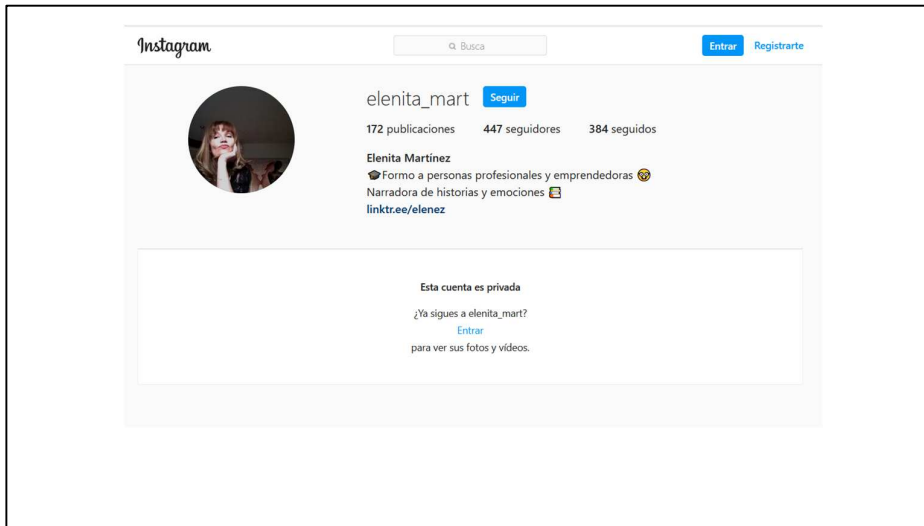 Instagram
Busca
Entrar Registrarte
elenita_mart Seguir
172 publicaciones 447 seguidores 384 seguidos
Elenita Martínez
🎓Formo a personas profesionales y emprendedoras 🤓
Narradora de historias y emociones 📚
linktr.ee/elenez
Esta cuenta es privada
¿Ya sigues a elenita_mart?
Entrar
para ver sus fotos y vídeos.